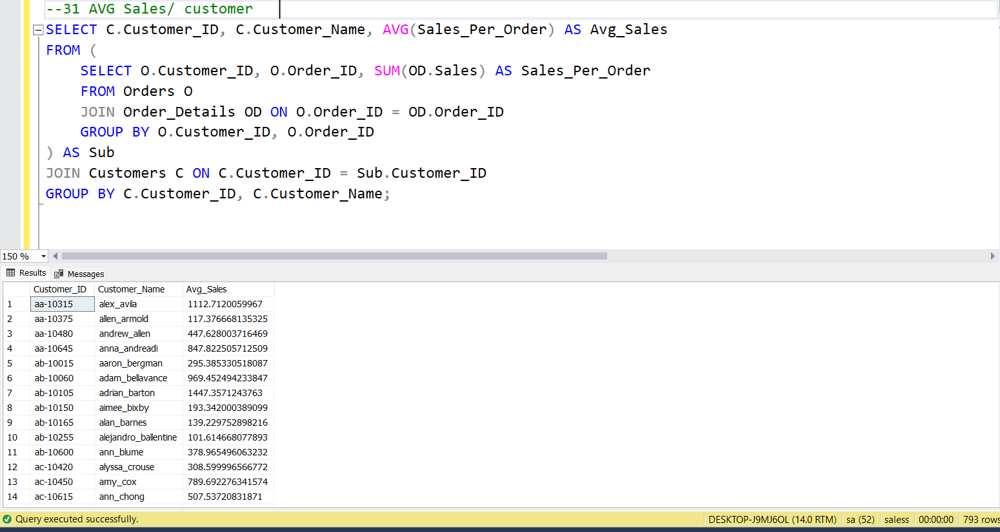 --31 AVG Sales/ customer
SELECT C.Customer_ID, C.Customer_Name, AVG(Sales_Per_Order) AS Avg_Sales
FROM (
SELECT O.Customer_ID, O.Order_ID, SUM(OD.Sales) AS Sales_Per_Order
FROM Orders O
JOIN Order_Details OD ON O.Order_ID = OD.Order_ID
GROUP BY O.Customer_ID, O.Order_ID
) AS Sub
JOIN Customers C ON C.Customer_ID = Sub.Customer_ID
GROUP BY C.Customer_ID, C.Customer_Name;
150 %
Results Messages
Customer_ID Customer_Name Avg_Sales
1 aa-10315 alex_avila 1112.7120059967
2 aa-10375 allen_armold 117.376668135325
3 aa-10480 andrew_allen 447.628003716469
4 aa-10645 anna_andreadi 847.822505712509
5 ab-10015 aaron_bergman 295.385330518087
6 ab-10060 adam_bellavance 969.452494233847
7 ab-10105 adrian_barton 1447.3571243763
8 ab-10150 aimee_bixby 193.342000389099
9 ab-10165 alan_barnes 139.229752898216
10 ab-10255 alejandro_ballentine 101.614668077893
11 ab-10600 ann_blume 378.965496063232
12 ac-10420 alyssa_crouse 308.599996566772
13 ac-10450 amy_cox 789.692276341574
14 ac-10615 ann_chong 507.53720831871
Query executed successfully. DESKTOP-J9MJ6OL (14.0 RTM) sa (52) saless 00:00:00 793 rows